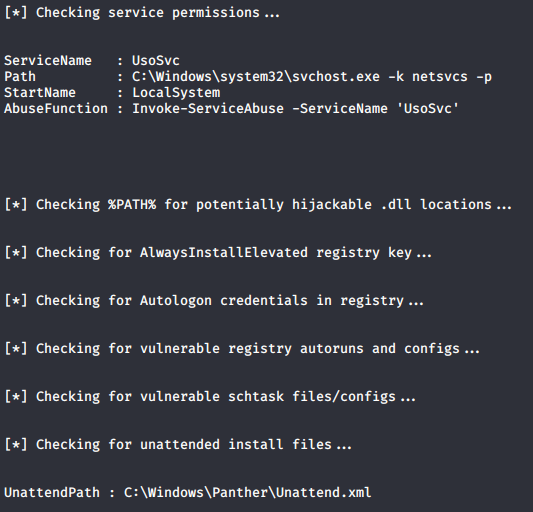 [*] Checking service permissions...
ServiceName   : UsoSvc
Path          : C:\Windows\system32\svchost.exe -k netsvcs -p
StartName     : LocalSystem
AbuseFunction : Invoke-ServiceAbuse -ServiceName 'UsoSvc'
[*] Checking %PATH% for potentially hijackable .dll locations...
[*] Checking for AlwaysInstallElevated registry key...
[*] Checking for Autologon credentials in registry...
[*] Checking for vulnerable registry autoruns and configs...
[*] Checking for vulnerable schtask files/configs...
[*] Checking for unattended install files...
UnattendPath : C:\Windows\Panther\Unattend.xml